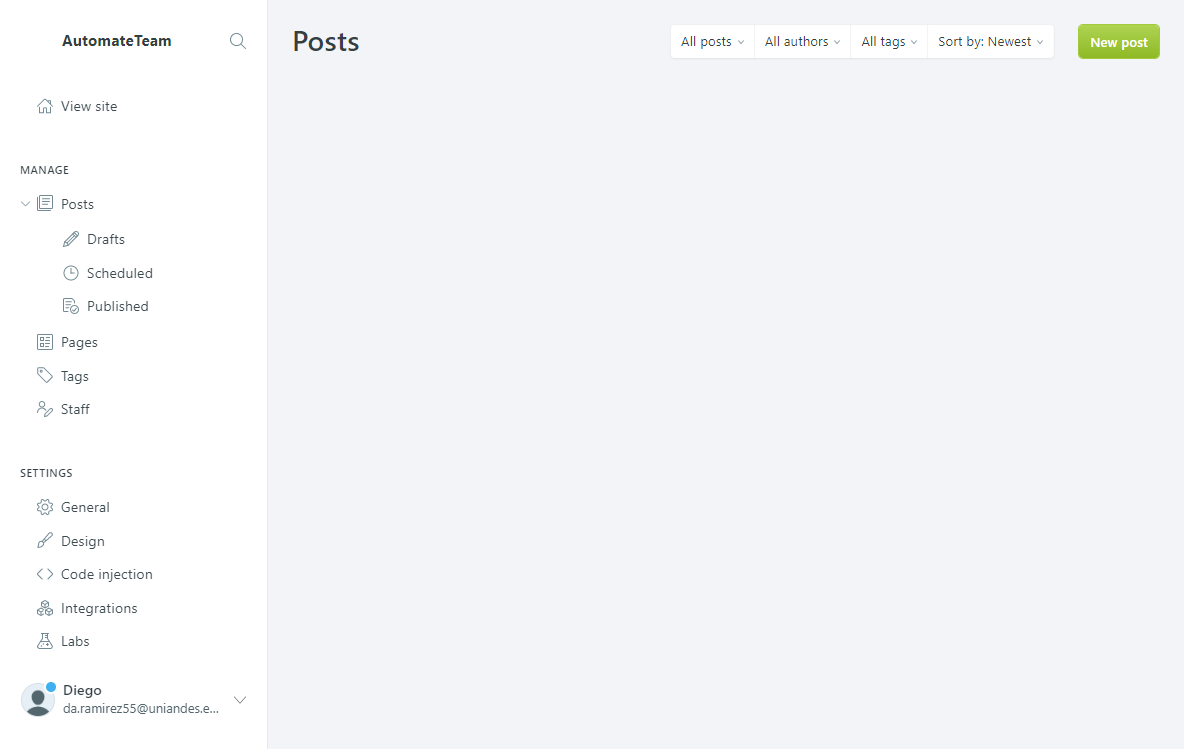 AutomateTeam
View site
MANAGE
Posts
Drafts
Scheduled
Published
Pages
Tags
Staff
SETTINGS
General
Design
Code injection
Integrations
Labs
Diego
da.ramirez55@uniandes.e...
Posts
All posts
All authors
All tags
Sort by: Newest
New post